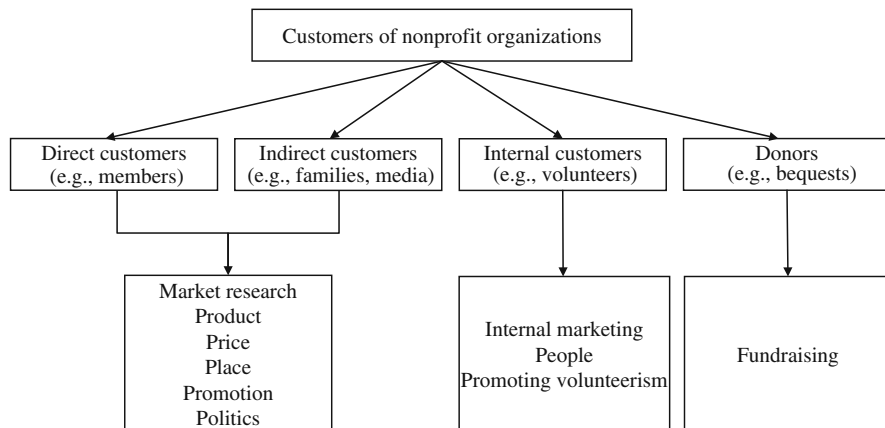 Customers of nonprofit organizations
Direct customers
(e.g., members)
Indirect customers
(e.g., families, media)
Internal customers
(e.g., volunteers)
Donors
(e.g., bequests)
Market research
Product
Price
Place
Promotion
Politics
Internal marketing
People
Promoting volunteerism
Fundraising